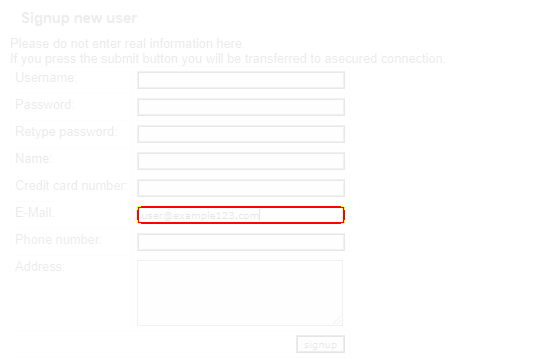 Signup new user
Please do not enter real information here.
If you press the submit button you will be transferred to asecured connection.
Username:
Password:
Retype password:
Name:
Credit card number:
E-Mail: user@example123.com
Phone number:
Address:
signup